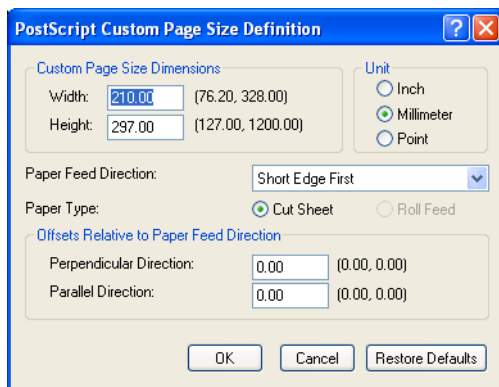 PostScript Custom Page Size Definition
Custom Page Size Dimensions
Width: 210.00 (76.20, 328.00)
Height: 297.00 (127.00, 1200.00)
Unit
Inch
Millimeter
Point
Paper Feed Direction: Short Edge First
Paper Type: Cut Sheet Roll Feed
Offsets Relative to Paper Feed Direction
Perpendicular Direction: 0.00 (0.00, 0.00)
Parallel Direction: 0.00 (0.00, 0.00)
OK Cancel Restore Defaults